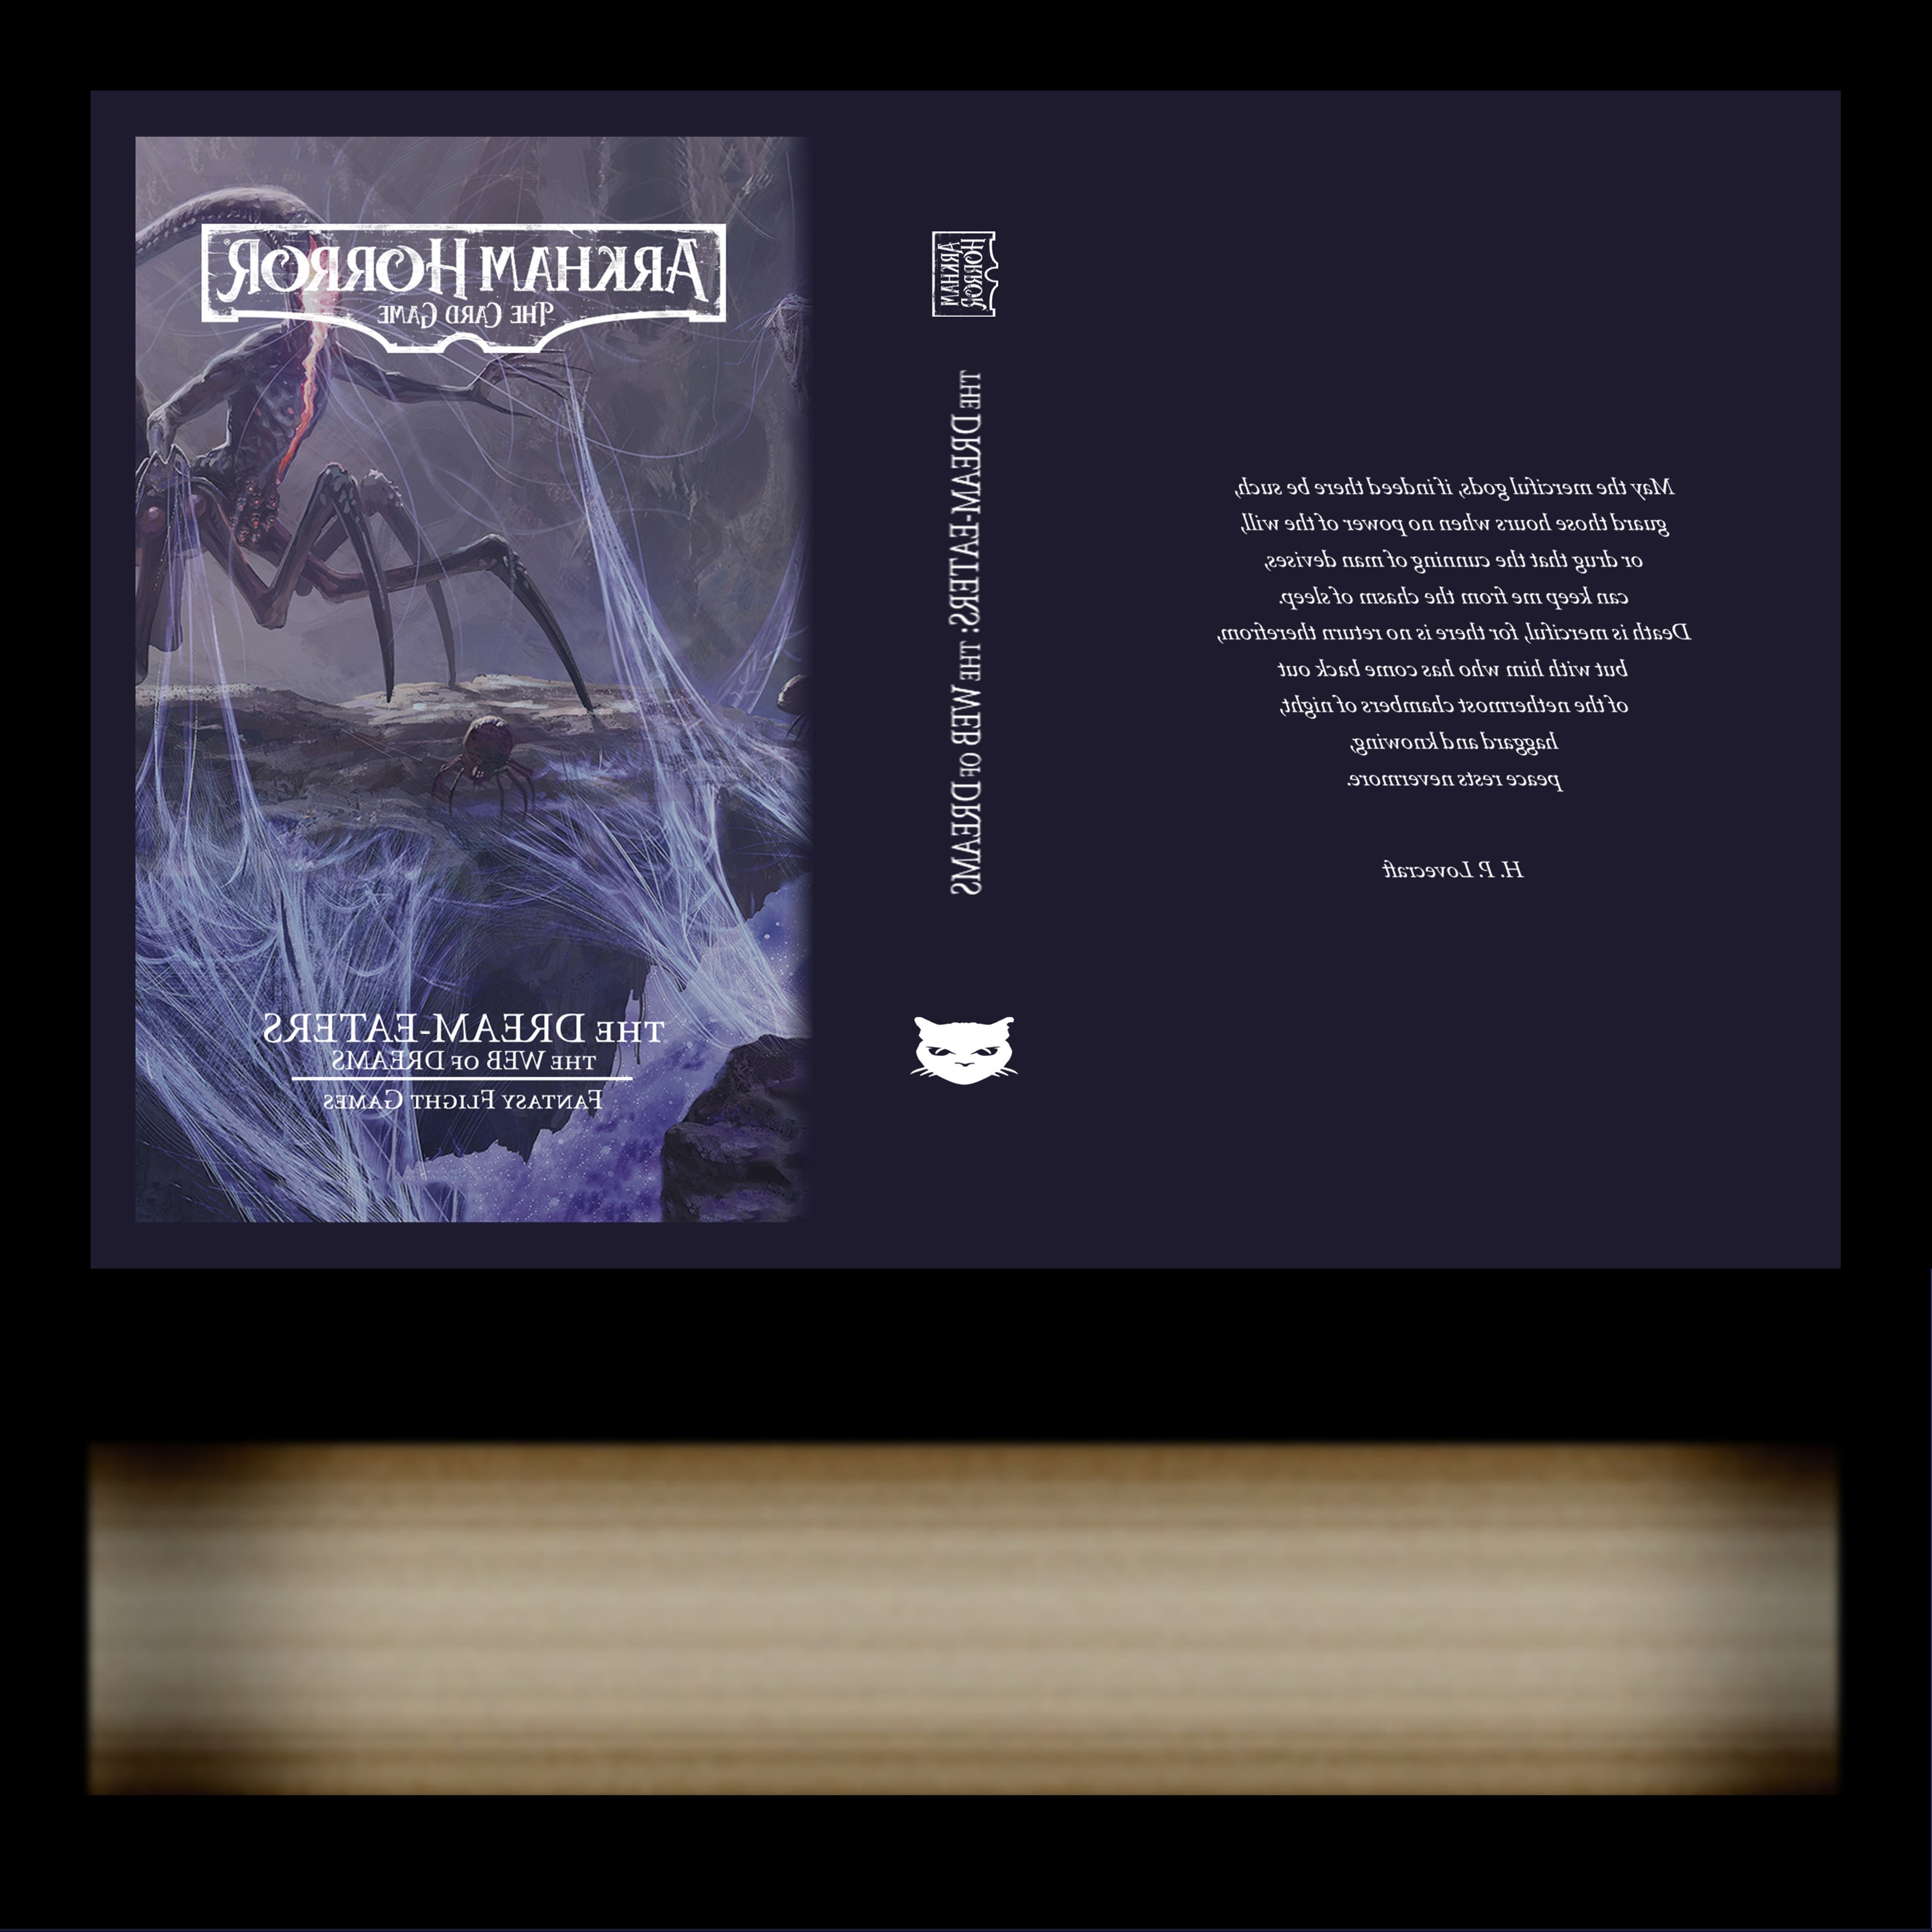 ARKHAM HORROR
THE CARD GAME
THE DREAM-EATERS
THE WEB OF DREAMS
FANTASY FLIGHT GAMES
ARKHAM
HORROR
THE DREAM-EATERS: THE WEB OF DREAMS
May the merciful gods, if indeed there be such,
guard those hours when no power of the will,
or drug that the cunning of man devises,
can keep me from the chasm of sleep.
Death is merciful, for there is no return therefrom,
but with him who has come back out
of the nethermost chambers of night,
haggard and knowing,
peace rests nevermore.
H. P. Lovecraft